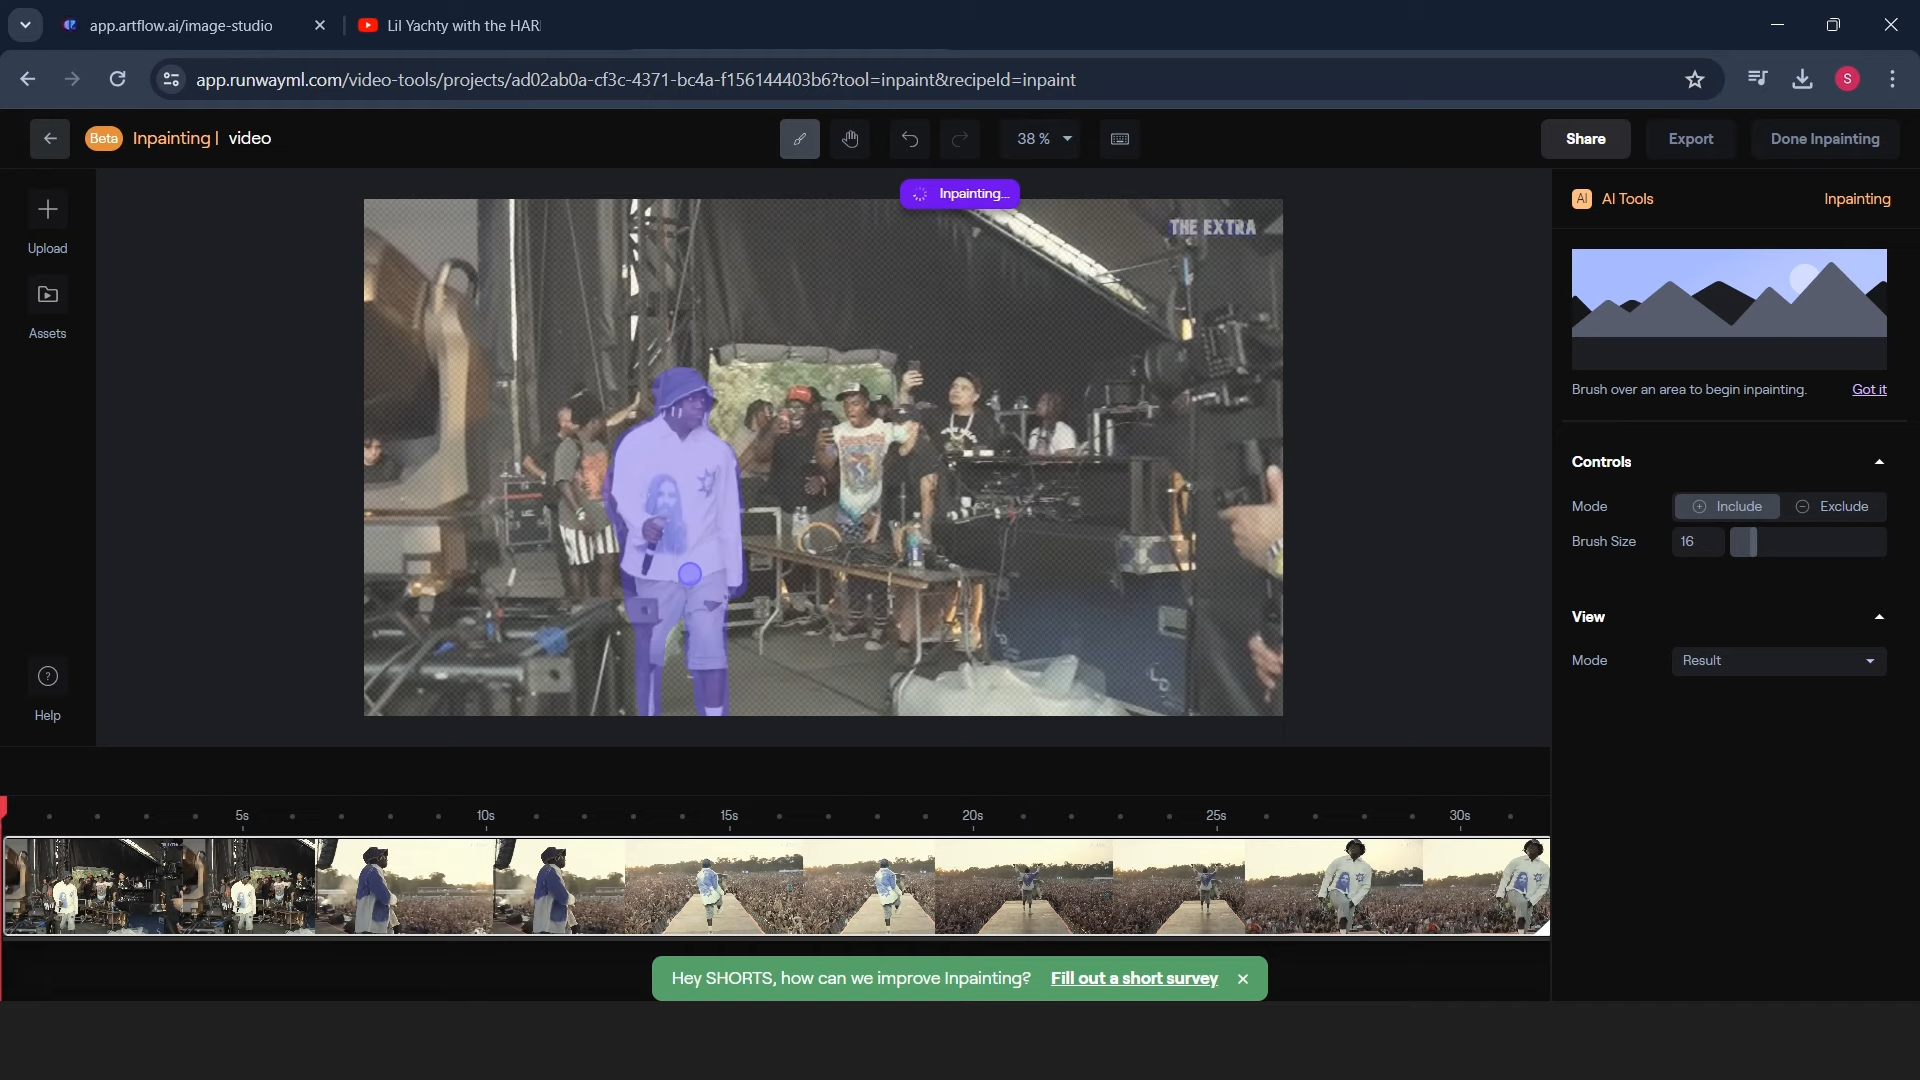 app.artflow.ai/image-studio
Lil Yachty with the HAR
S
app.runwayml.com/video-tools/projects/ad02ab0a-cf3c-4371-bc4a-f156144403b6?tool=inpaint&recipeId=inpaint
Beta Inpainting | video
38 %
Share
Export
Done Inpainting
Inpainting...
THE EXTRA
Upload
Assets
? Help
AI AI Tools
Inpainting
Brush over an area to begin inpainting.
Got it
Controls
Mode
Include
Exclude
Brush Size
16
View
Mode
Result
5s
10s
15s
20s
25s
30s
Hey SHORTS, how can we improve Inpainting? Fill out a short survey